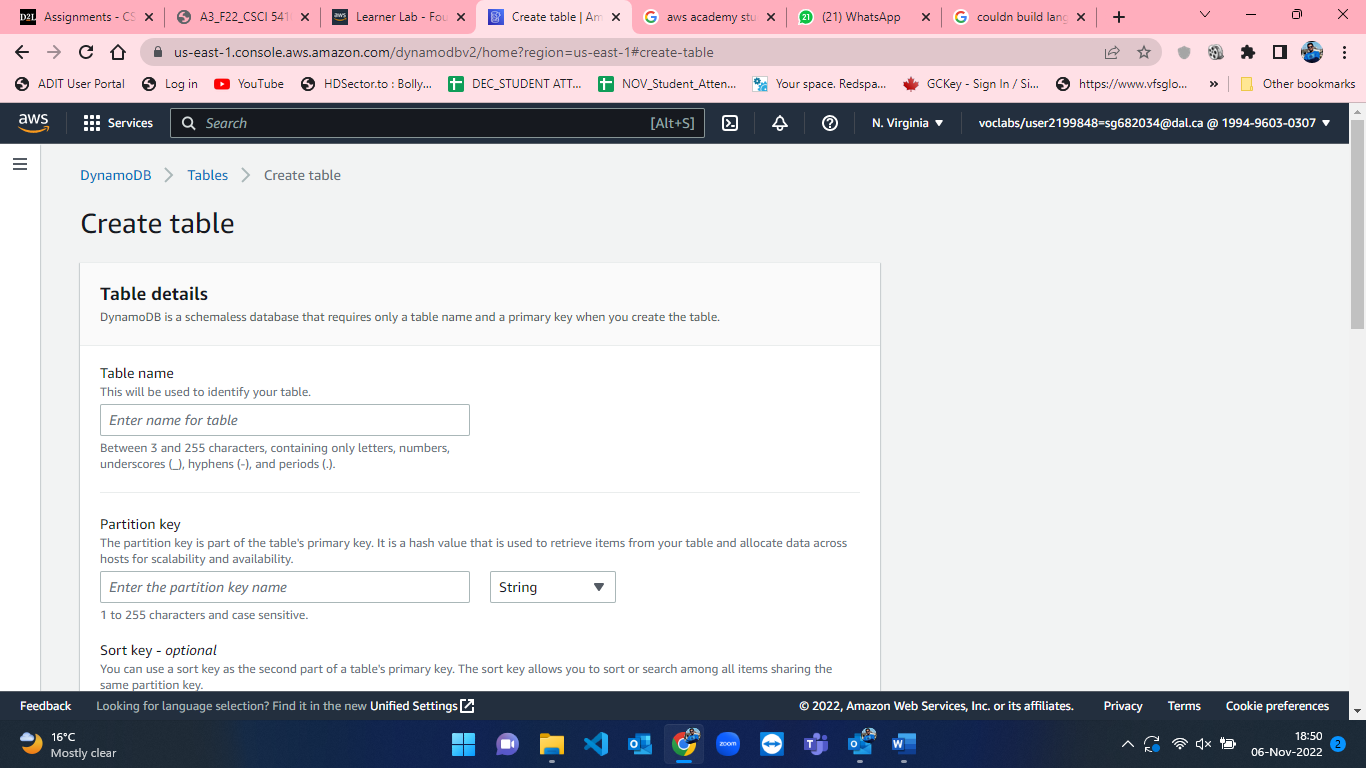 D2L Assignments - CS
A3_F22_CSCI 541
aws Learner Lab - Fou
Create table | Am
aws academy stu
21 (21) WhatsApp
couldn build lang
us-east-1.console.aws.amazon.com/dynamodbv2/home?region=us-east-1#create-table
ADIT User Portal
Log in
YouTube
HDSector.to : Bolly...
DEC_STUDENT ATT...
NOV_Student_Atten...
Your space. Redspa...
GCKey - Sign In / Si...
https://www.vfsglo...
»
Other bookmarks
aws
Services
Search
[Alt+S]
N. Virginia
voclabs/user2199848=sg682034@dal.ca @ 1994-9603-0307
DynamoDB
Tables
Create table
Create table
Table details
DynamoDB is a schemaless database that requires only a table name and a primary key when you create the table.
Table name
This will be used to identify your table.
Enter name for table
Between 3 and 255 characters, containing only letters, numbers,
underscores (_), hyphens (-), and periods (.).
Partition key
The partition key is part of the table's primary key. It is a hash value that is used to retrieve items from your table and allocate data across
hosts for scalability and availability.
Enter the partition key name
String
1 to 255 characters and case sensitive.
Sort key - optional
You can use a sort key as the second part of a table's primary key. The sort key allows you to sort or search among all items sharing the
same partition key.
Feedback
Looking for language selection? Find it in the new Unified Settings
© 2022, Amazon Web Services, Inc. or its affiliates.
Privacy
Terms
Cookie preferences
16°C
Mostly clear
zoom
18:50
06-Nov-2022
2